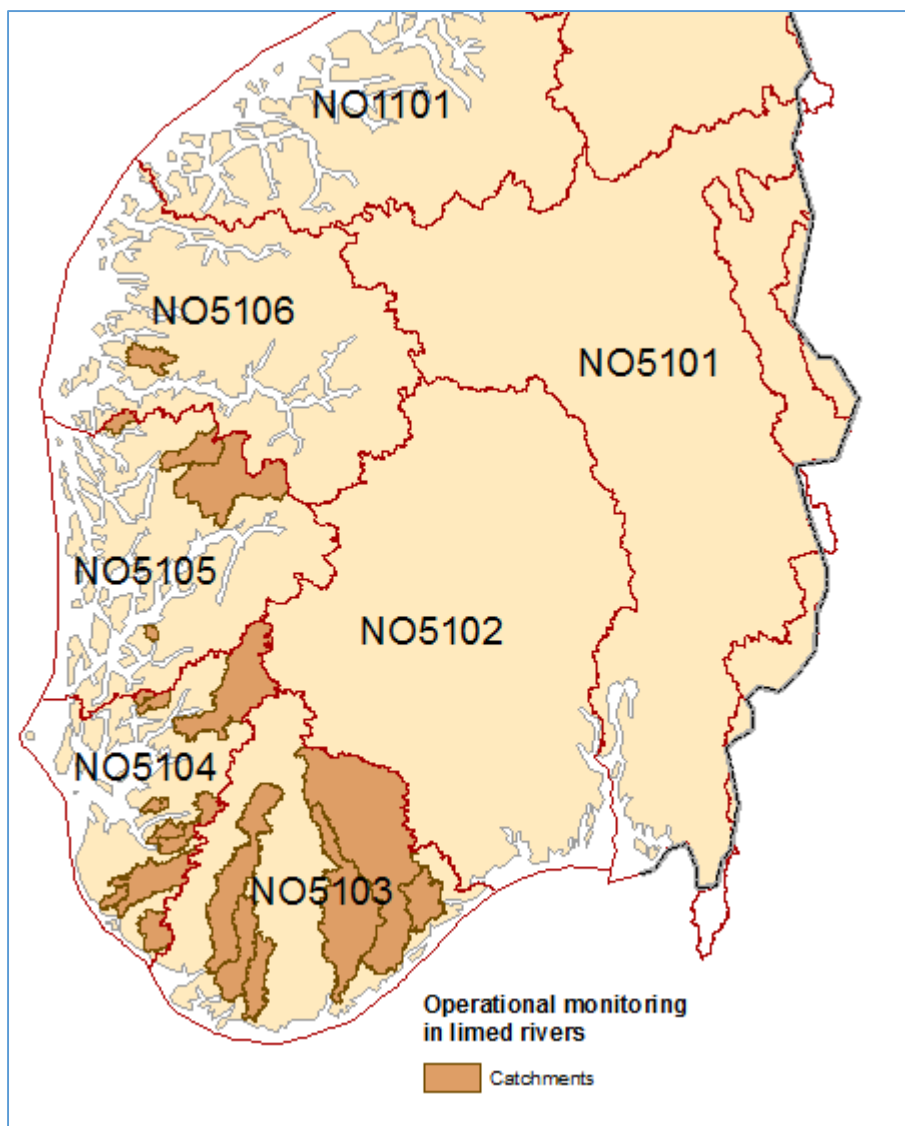 NO1101
NO5106
NO5101
NO5105
NO5102
NO5104
NO5103
Operational monitoring
in limed rivers
Catchments